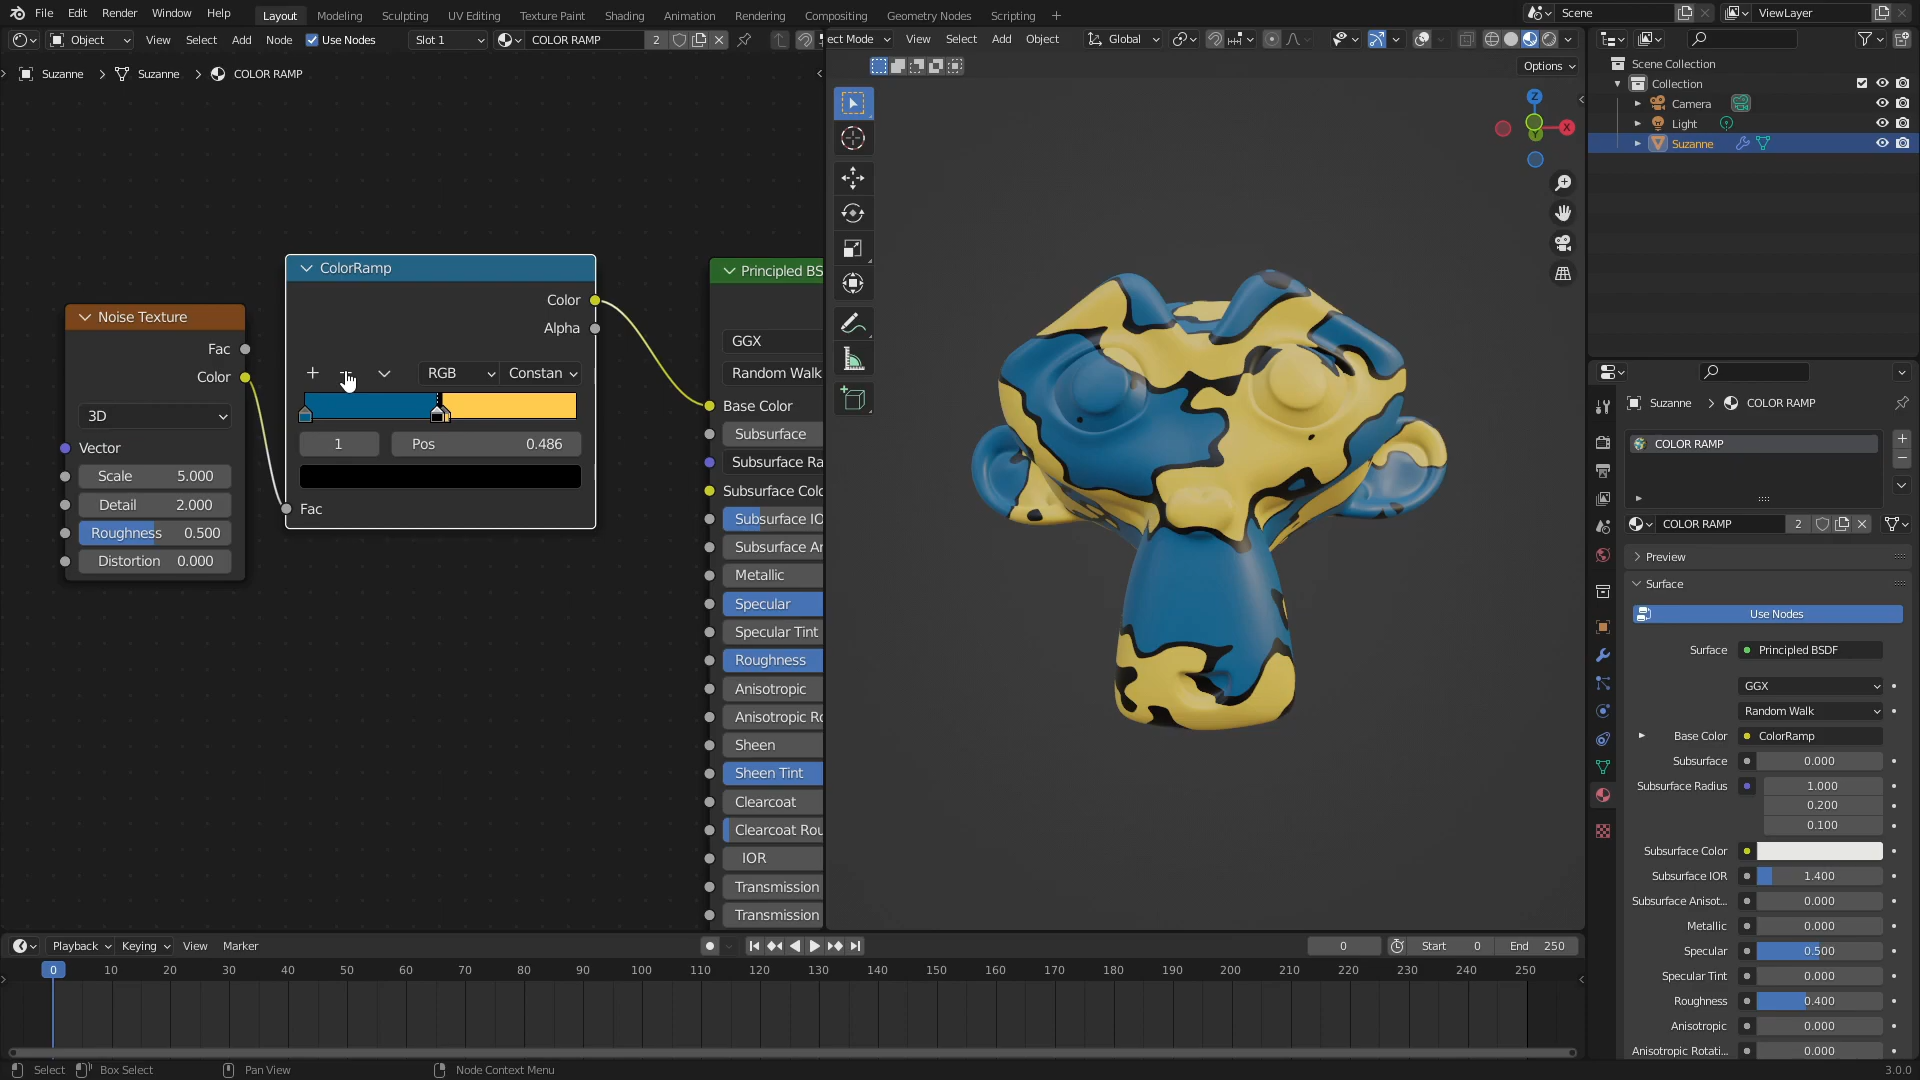 File Edit Render Window Help Layout Modeling Sculpting UV Editing Texture Paint Shading Animation Rendering Compositing Geometry Nodes Scripting Scene ViewLayer
Object View Select Add Node Use Nodes Slot 1 COLOR RAMP 2
ect Mode View Select Add Object Global
Options
Suzanne Suzanne COLOR RAMP
Z
X
Y
Noise Texture
Fac
Color
3D
Vector
Scale 5.000
Detail 2.000
Roughness 0.500
Distortion 0.000
ColorRamp
Color
Alpha
RGB Constan
1 Pos 0.486
Fac
Principled BS
GGX
Random Walk
Base Color
Subsurface
Subsurface Ra
Subsurface Colo
Subsurface IO
Subsurface An
Metallic
Specular
Specular Tint
Roughness
Anisotropic
Anisotropic Ro
Sheen
Sheen Tint
Clearcoat
Clearcoat Rou
IOR
Transmission
Transmission
Scene Collection
Collection
Camera
Light
Suzanne
Suzanne COLOR RAMP
COLOR RAMP
COLOR RAMP 2
Preview
Surface
Use Nodes
Surface Principled BSDF
GGX
Random Walk
Base Color ColorRamp
Subsurface 0.000
Subsurface Radius 1.000
0.200
0.100
Subsurface Color
Subsurface IOR 1.400
Subsurface Anisot... 0.000
Metallic 0.000
Specular 0.500
Specular Tint 0.000
Roughness 0.400
Anisotropic 0.000
Anisotropic Rotati... 0.000
Playback Keying View Marker 0 Start 0 End 250
0 10 20 30 40 50 60 70 80 90 100 110 120 130 140 150 160 170 180 190 200 210 220 230 240 250
Select Box Select Pan View Node Context Menu 3.0.0